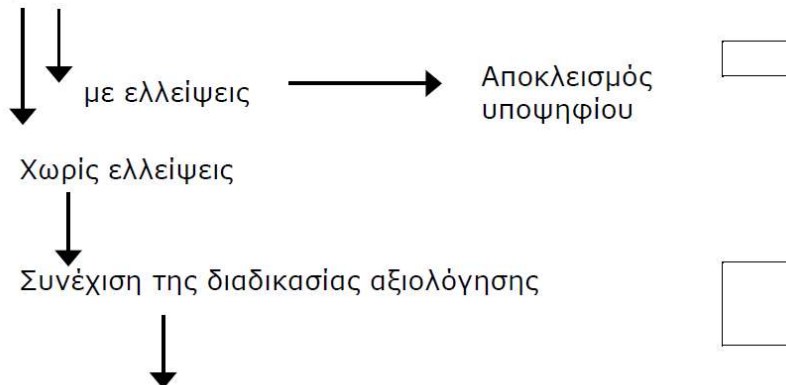 με ελλείψεις
Αποκλεισμός
υποψηφίου
Χωρίς ελλείψεις
Συνέχιση της διαδικασίας αξιολόγησης